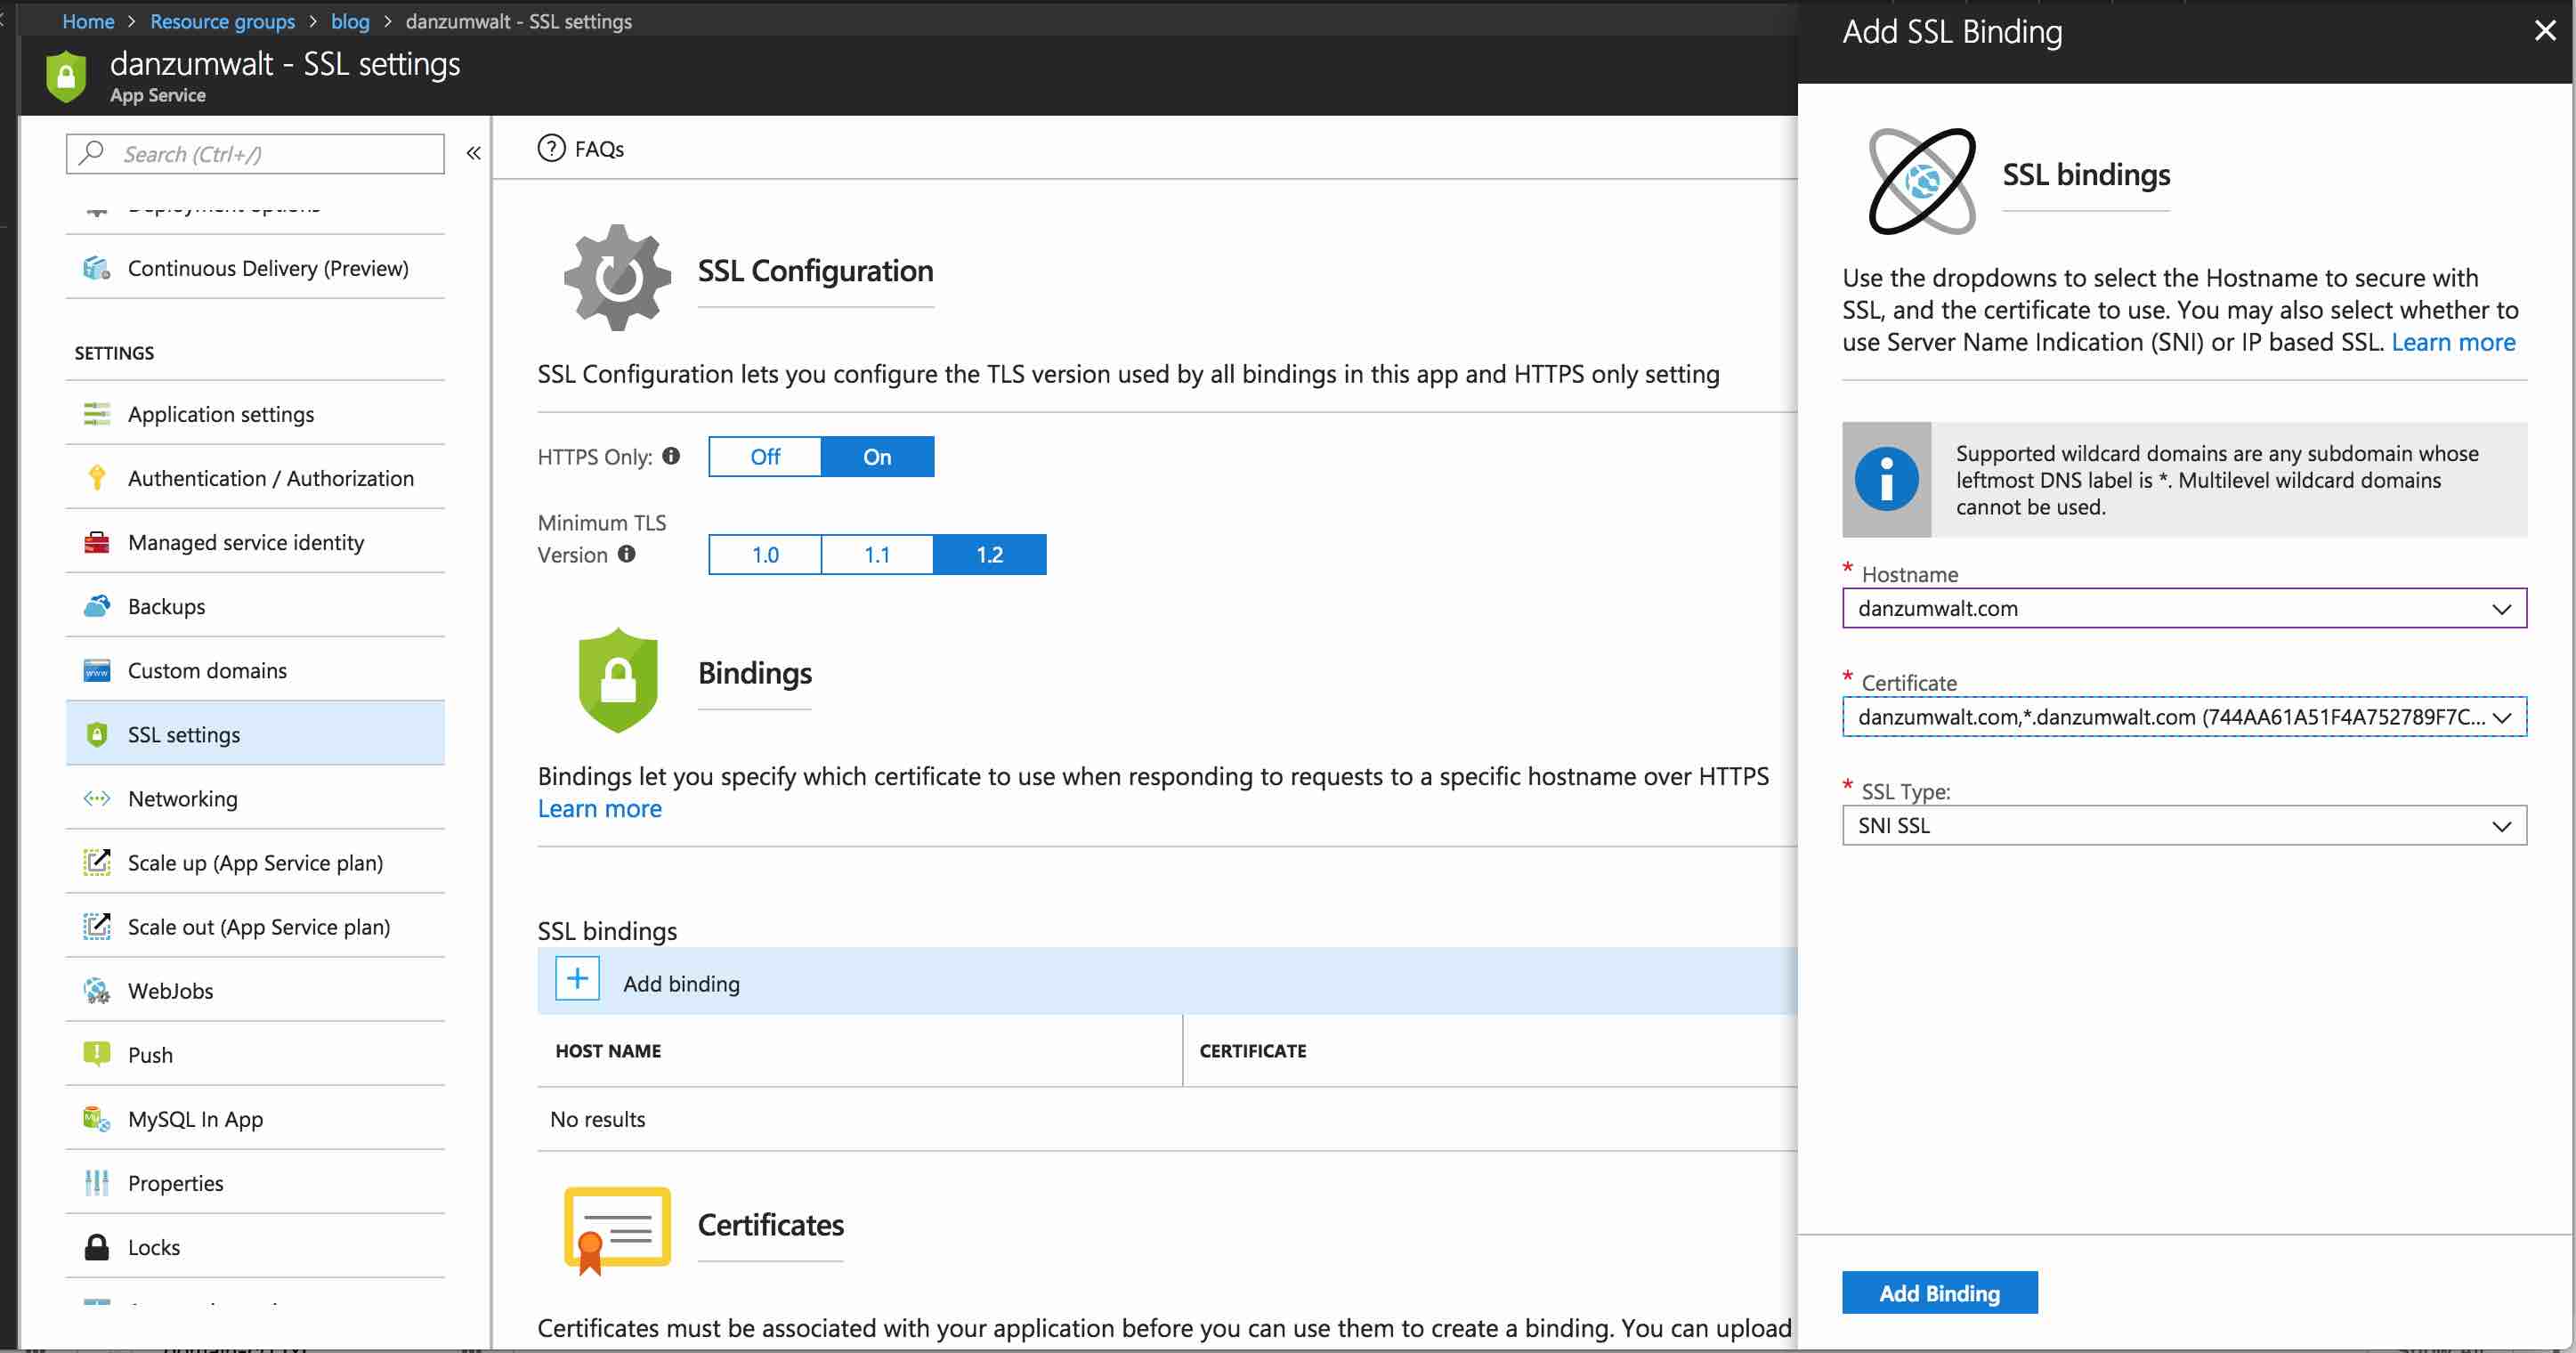 Home > Resource groups > blog > danzumwalt - SSL settings
danzumwalt - SSL settings
App Service
Search (Ctrl+/)
Continuous Delivery (Preview)
SETTINGS
Application settings
Authentication / Authorization
Managed service identity
Backups
Custom domains
SSL settings
Networking
Scale up (App Service plan)
Scale out (App Service plan)
WebJobs
Push
MySQL In App
Properties
Locks
FAQs
SSL Configuration
SSL Configuration lets you configure the TLS version used by all bindings in this app and HTTPS only setting
HTTPS Only: Off On
Minimum TLS
Version 1.0 1.1 1.2
Bindings
Bindings let you specify which certificate to use when responding to requests to a specific hostname over HTTPS
Learn more
SSL bindings
Add binding
HOST NAME CERTIFICATE
No results
Certificates
Certificates must be associated with your application before you can use them to create a binding. You can upload
Add SSL Binding
SSL bindings
Use the dropdowns to select the Hostname to secure with
SSL, and the certificate to use. You may also select whether to
use Server Name Indication (SNI) or IP based SSL. Learn more
Supported wildcard domains are any subdomain whose
leftmost DNS label is *. Multilevel wildcard domains
cannot be used.
* Hostname
danzumwalt.com
* Certificate
danzumwalt.com,*.danzumwalt.com (744AA61A51F4A752789F7C...
* SSL Type:
SNI SSL
Add Binding